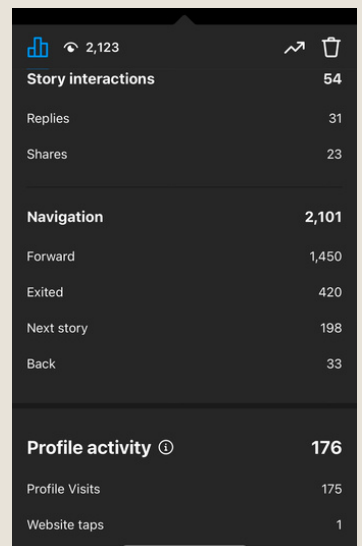 2,123
Story interactions 54
Replies 31
Shares 23
Navigation 2,101
Forward 1,450
Exited 420
Next story 198
Back 33
Profile activity 176
Profile Visits 175
Website taps 1